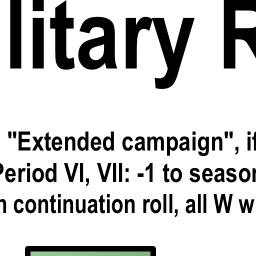 litary R
"Extended campaign", if
Period VI, VII: -1 to season
n continuation roll, all W w